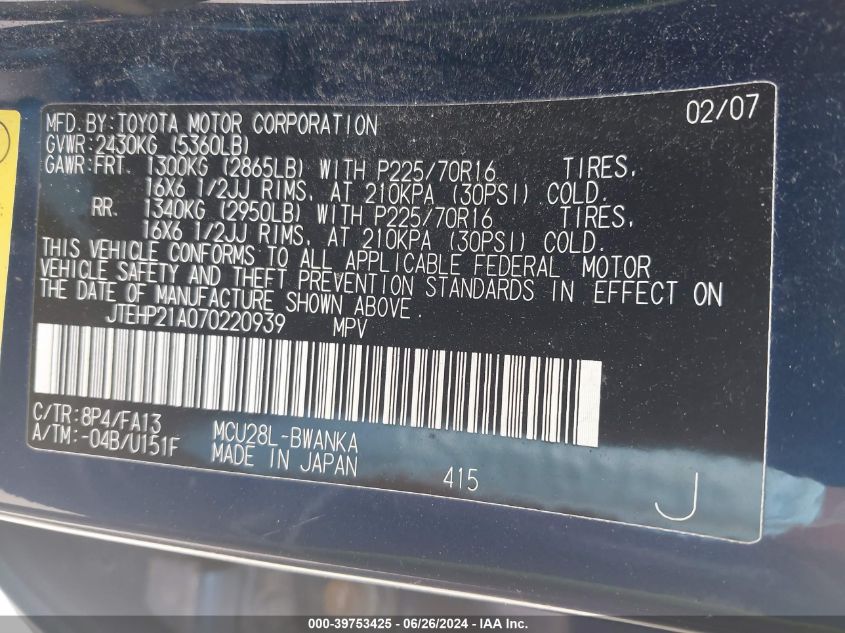 02/07
MFD.BY:TOYOTA MOTOR CORPORATION
GVWR:2430KG (5360LB)
GAWR:FRT. 1300KG (2865LB) WITH P225/70R16 TIRES,
16X6 1/2JJ RIMS, AT 210KPA (30PSI) COLD.
RR. 1340KG (2950LB) WITH P225/70R16 TIRES,
16X6 1/2JJ RIMS, AT 210KPA (30PSI) COLD.
THIS VEHICLE CONFORMS TO ALL APPLICABLE FEDERAL MOTOR
VEHICLE SAFETY AND THEFT PREVENTION STANDARDS IN EFFECT ON
THE DATE OF MANUFACTURE SHOWN ABOVE.
JTEHP21A070220939 MPV
C/TR:8P4/FA13
A/TM:-04B/U151F
MCU28L-BWANKA
MADE IN JAPAN
415
J
000-39753425 - 06/26/2024 - IAAI.com